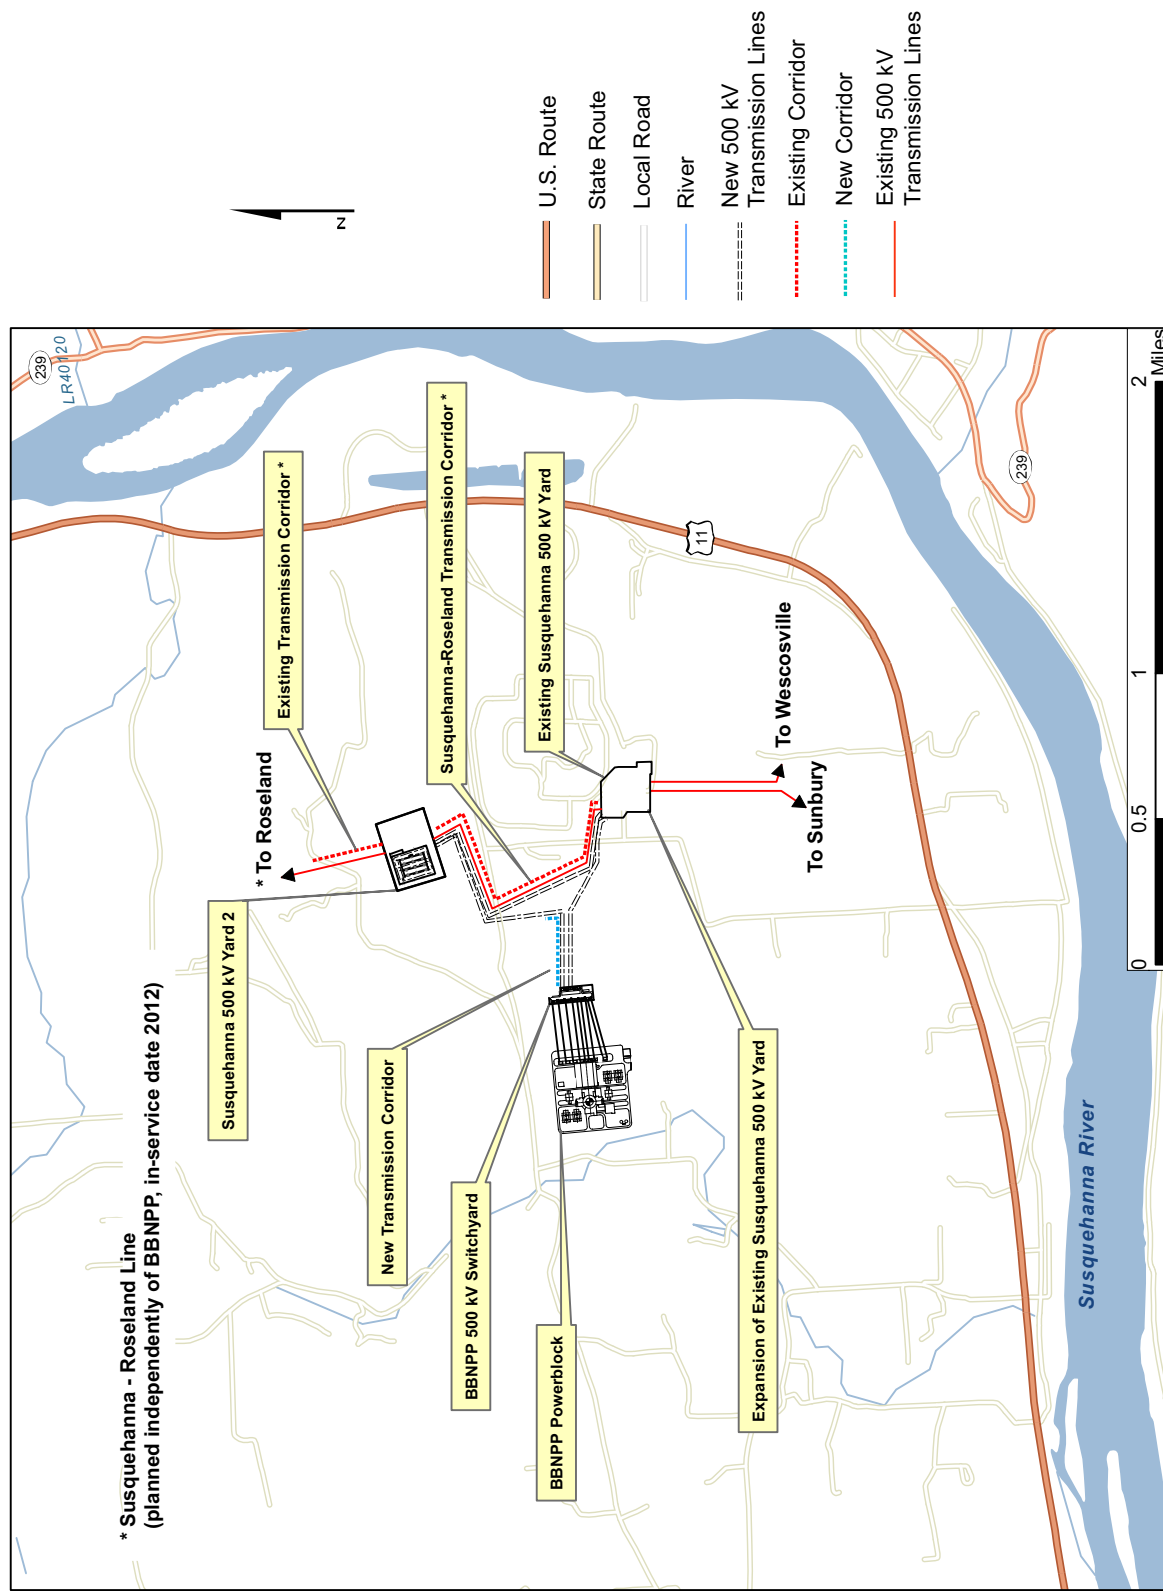 * Susquehanna - Roseland Line
(planned independently of BBNPP, in-service date 2012)
Susquehanna 500 kV Yard 2
* To Roseland
Existing Transmission Corridor *
239
LR40120
New Transmission Corridor
Susquehanna-Roseland Transmission Corridor *
BBNPP 500 kV Switchyard
Existing Susquehanna 500 kV Yard
BBNPP Powerblock
11
Expansion of Existing Susquehanna 500 kV Yard
To Wescosville
To Sunbury
239
Susquehanna River
0
0.5
1
2
Miles
N
U.S. Route
State Route
Local Road
River
New 500 kV
Transmission Lines
Existing Corridor
New Corridor
Existing 500 kV
Transmission Lines